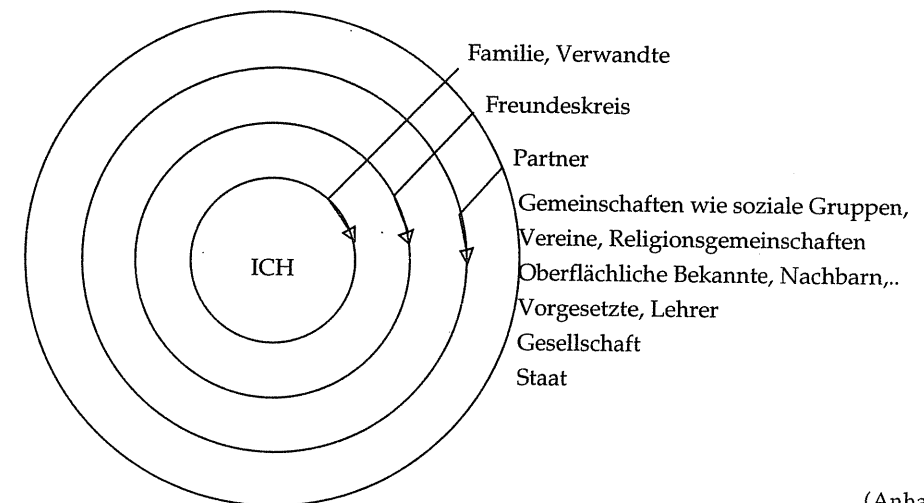 Familie, Verwandte
Freundeskreis
Partner
Gemeinschaften wie soziale Gruppen,
Vereine, Religionsgemeinschaften
ICH
Oberflächliche Bekannte, Nachbarn,..
Vorgesetzte, Lehrer
Gesellschaft
Staat